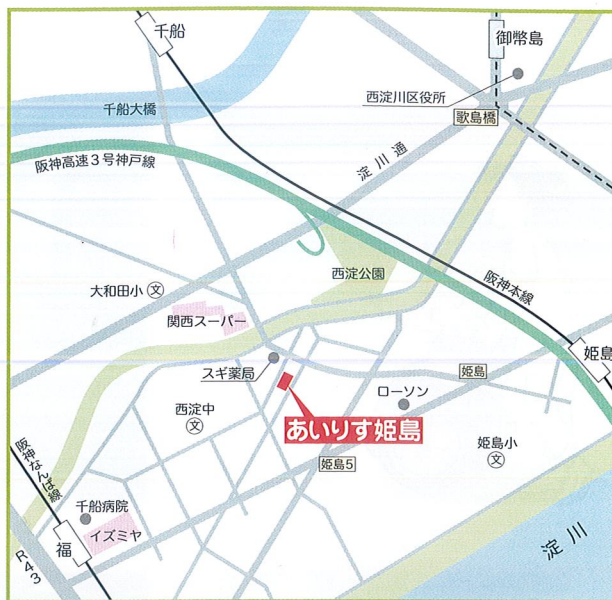 千船
御幣島
西淀川区役所
千船大橋
歌島橋
淀川通
阪神高速3号神戸線
西淀公園
阪神本線
大和田小 文
関西スーパー
姫島
スギ薬局
姫島
ローソン
あいりす姫島
西淀中
文
姫島小
文
姫島5
阪神なんば線
千船病院
イズミヤ
福
R43
淀川